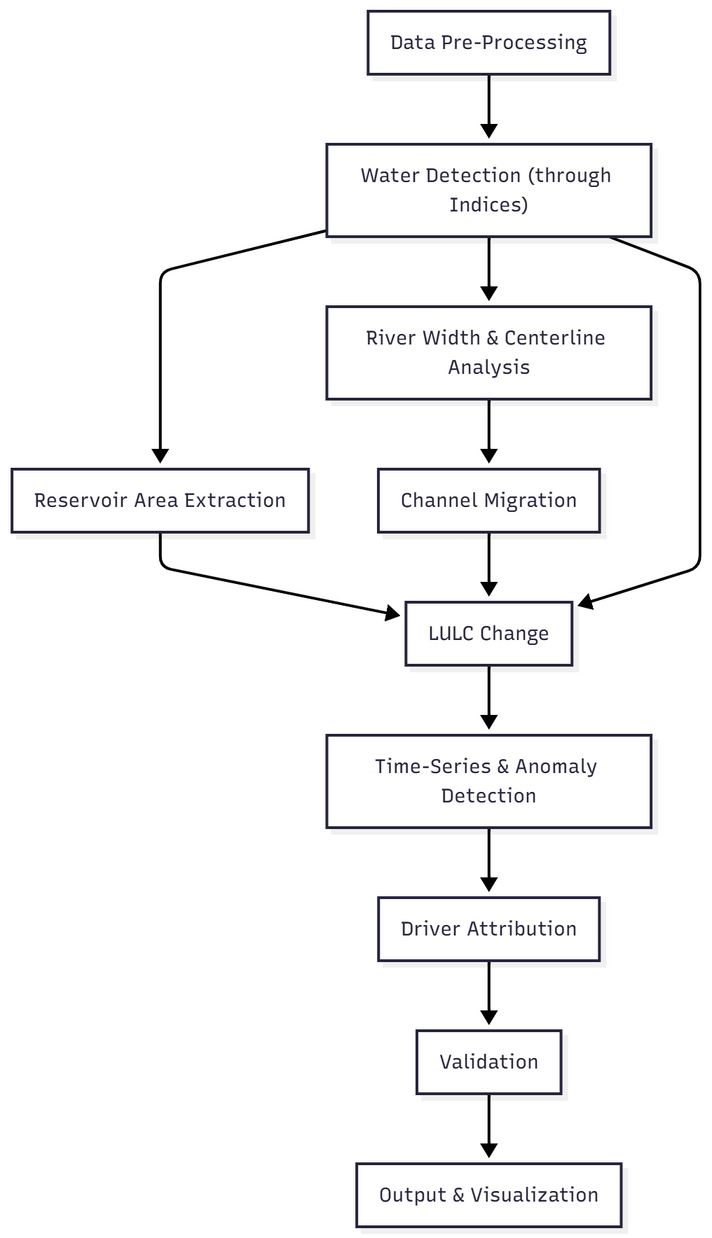 Data Pre-Processing
Water Detection (through
Indices)
River Width & Centerline
Analysis
Reservoir Area Extraction
Channel Migration
LULC Change
Time-Series & Anomaly
Detection
Driver Attribution
Validation
Output & Visualization